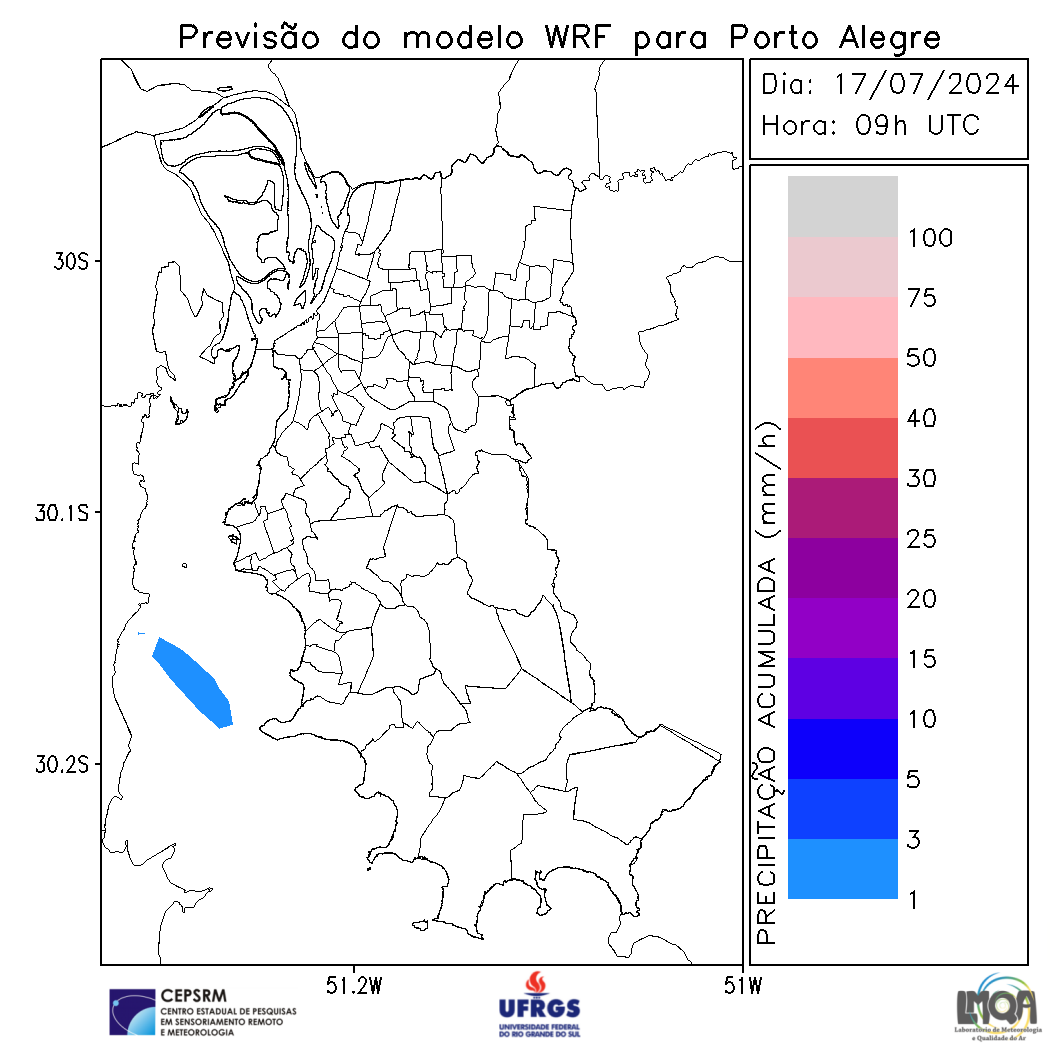 Previsão do modelo WRF para Porto Alegre
Dia: 17/07/2024
Hora: 09h UTC
30S
30.1S
30.2S
51.2W
51W
PRECIPITAÇÃO ACUMULADA (mm/h)
100
75
50
40
30
25
20
15
10
5
3
1
CEPSRM
CENTRO ESTADUAL DE PESQUISAS
EM SENSORIAMENTO REMOTO
E METEOROLOGIA
UFRGS
UNIVERSIDADE FEDERAL
DO RIO GRANDE DO SUL
LMQA
Laboratório de Meteorologia
e Qualidade do Ar